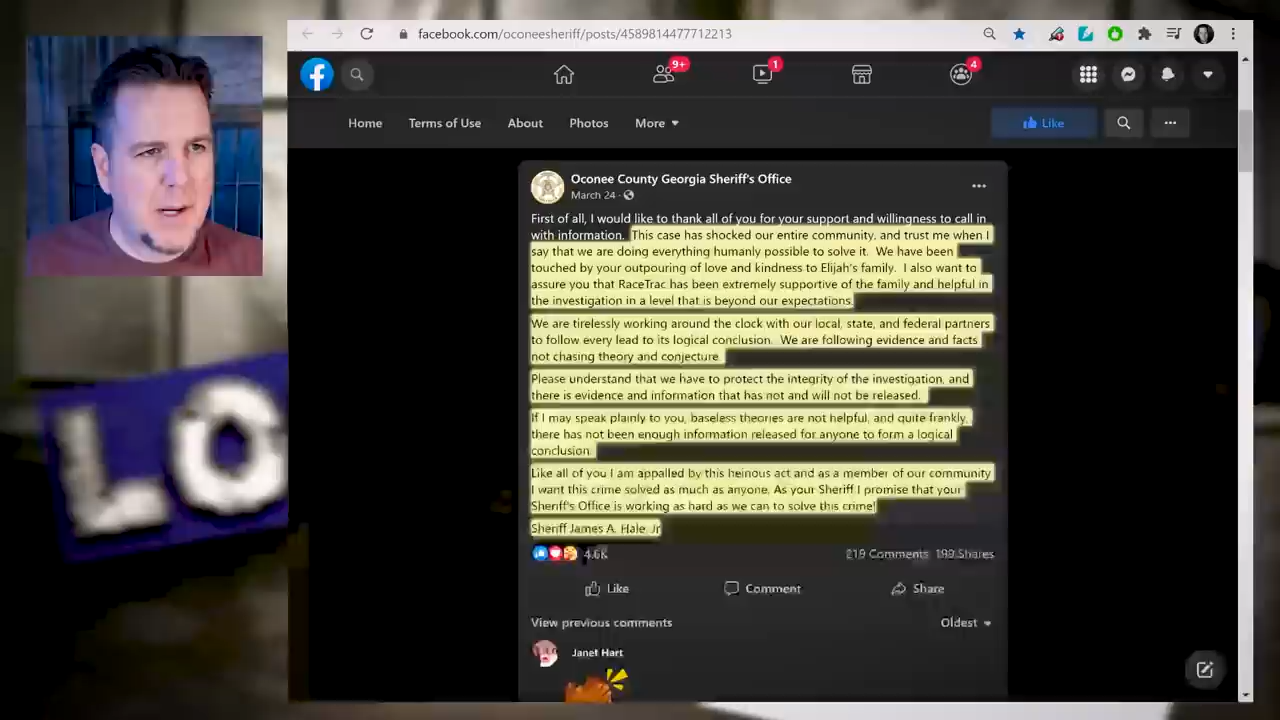 facebook.com/oconeesheriff/posts/4589814477712213
9+
1
4
Home
Terms of Use
About
Photos
More
Like
Oconee County Georgia Sheriff's Office
March 24 ·
First of all, I would like to thank all of you for your support and willingness to call in
with information. This case has shocked our entire community, and trust me when I
say that we are doing everything humanly possible to solve it. We have been
touched by your outpouring of love and kindness to Elijah's family. I also want to
assure you that RaceTrac has been extremely supportive of the family and helpful in
the investigation in a level that is beyond our expectations.
We are tirelessly working around the clock with our local, state, and federal partners
to follow every lead to its logical conclusion. We are following evidence and facts
not chasing theory and conjecture.
Please understand that we have to protect the integrity of the investigation, and
there is evidence and information that has not and will not be released.
If I may speak plainly to you, baseless theories are not helpful, and quite frankly,
there has not been enough information released for anyone to form a logical
conclusion.
Like all of you I am appalled by this heinous act and as a member of our community
I want this crime solved as much as anyone. As your Sheriff I promise that your
Sheriff's Office is working as hard as we can to solve this crime!
Sheriff James A. Hale, Jr
4.6K
219 Comments 199 Shares
Like
Comment
Share
View previous comments
Oldest
Janet Hart
LO